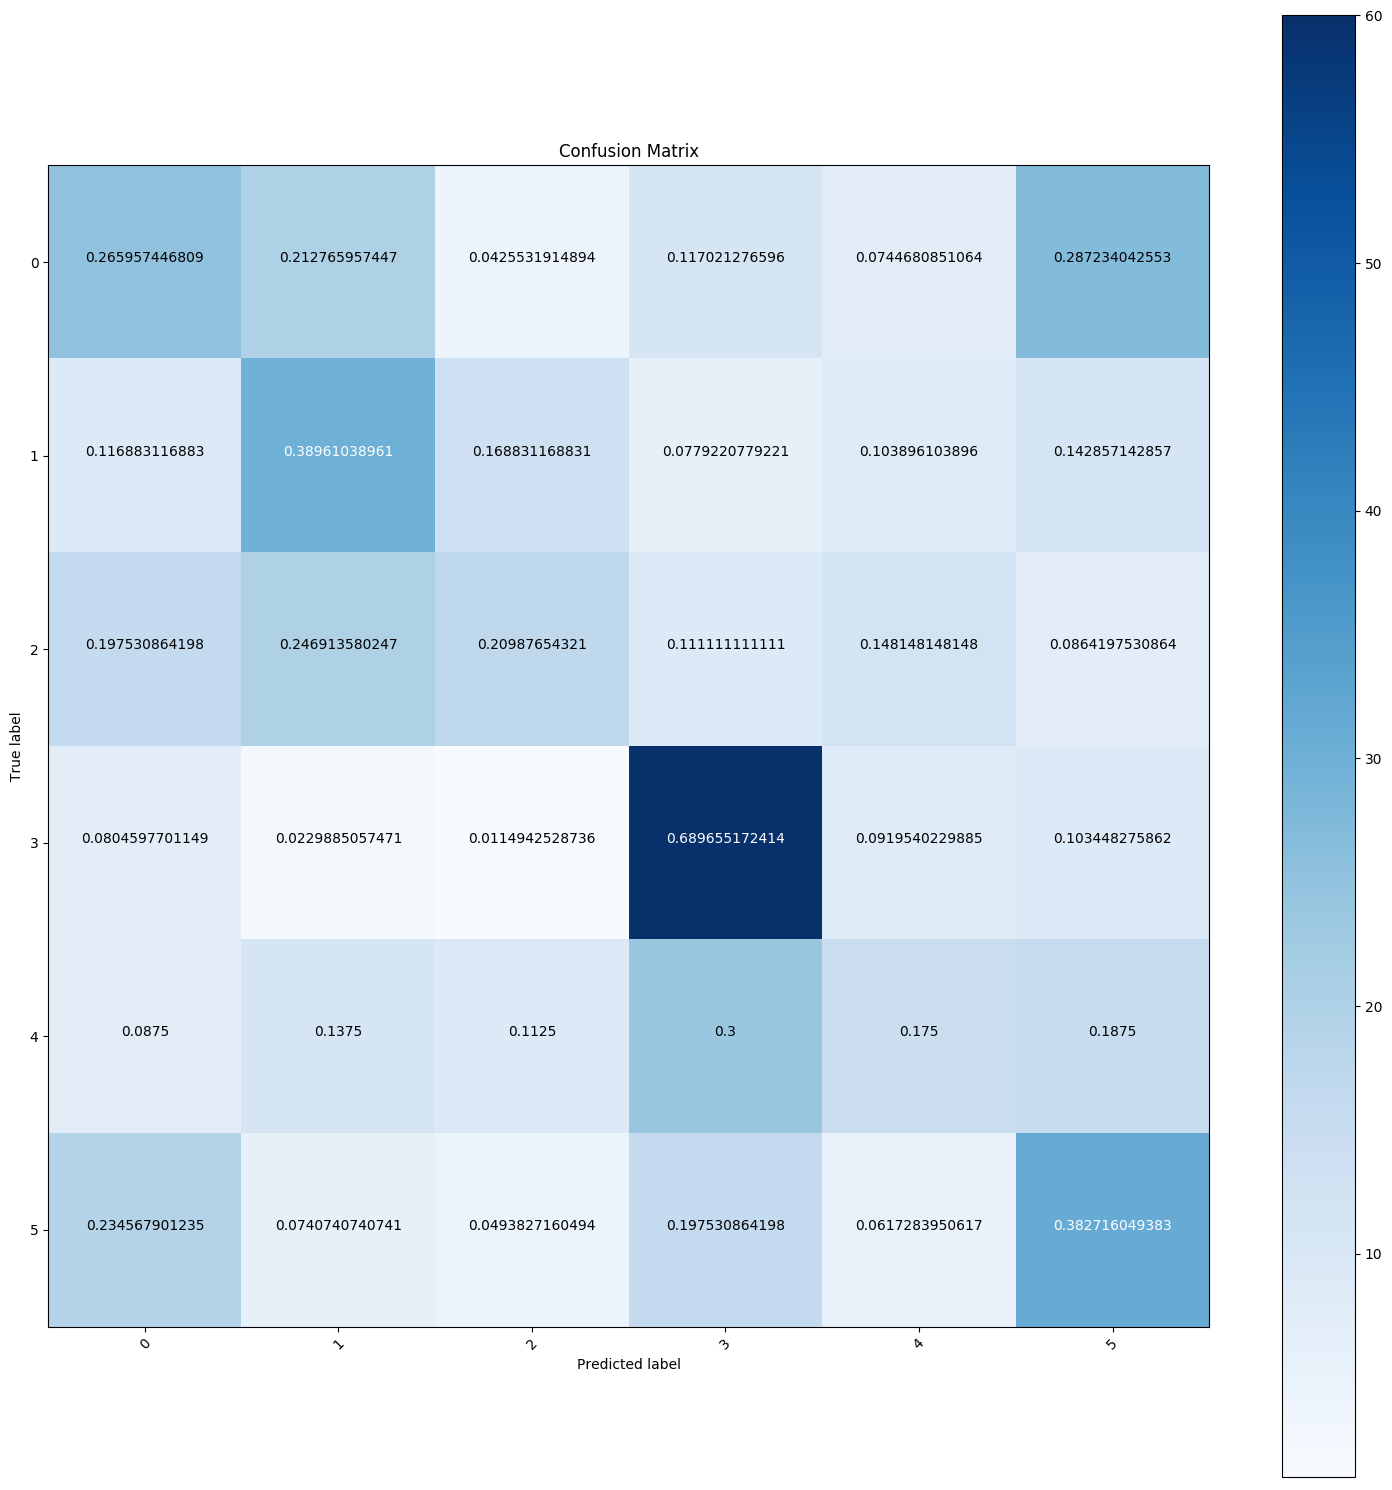 Confusion Matrix
0 0.265957446809 0.212765957447 0.0425531914894 0.117021276596 0.0744680851064 0.287234042553
1 0.116883116883 0.38961038961 0.168831168831 0.0779220779221 0.103896103896 0.142857142857
2 0.197530864198 0.246913580247 0.20987654321 0.111111111111 0.148148148148 0.0864197530864
3 0.0804597701149 0.0229885057471 0.0114942528736 0.689655172414 0.0919540229885 0.103448275862
4 0.0875 0.1375 0.1125 0.3 0.175 0.1875
5 0.234567901235 0.0740740740741 0.0493827160494 0.197530864198 0.0617283950617 0.382716049383
0 1 2 3 4 5
Predicted label
True label
60
50
40
30
20
10